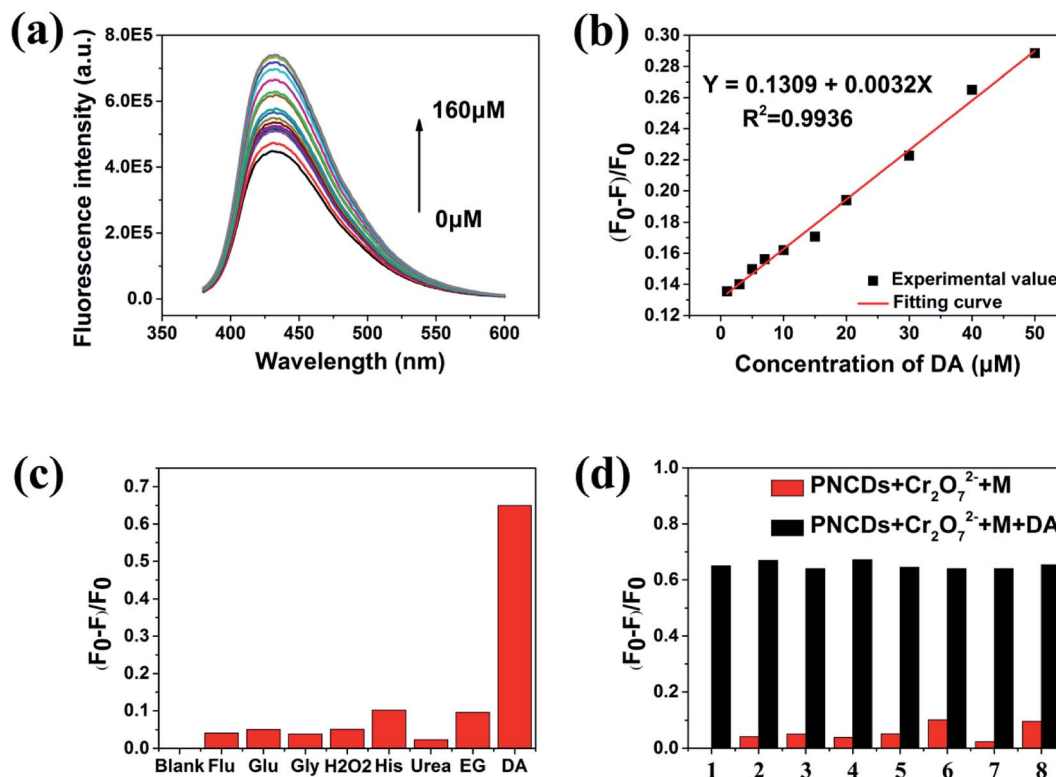 (a)
Fluorescence intensity (a.u.)
8.0E5
6.0E5
4.0E5
2.0E5
0.0
160μM
0μM
350 400 450 500 550 600
Wavelength (nm)
(b)
(F0-F)/F0
0.30
0.28
0.26
0.24
0.22
0.20
0.18
0.16
0.14
0.12
Y = 0.1309 + 0.0032X
R²=0.9936
Experimental value
Fitting curve
0 10 20 30 40 50
Concentration of DA (μM)
(c)
(F0-F)/F0
0.7
0.6
0.5
0.4
0.3
0.2
0.1
0.0
Blank Flu Glu Gly H2O2 His Urea EG DA
(d)
(F0-F)/F0
1.0
0.8
0.6
0.4
0.2
0.0
PNCDs+Cr₂O₇²⁻+M
PNCDs+Cr₂O₇²⁻+M+DA
1 2 3 4 5 6 7 8